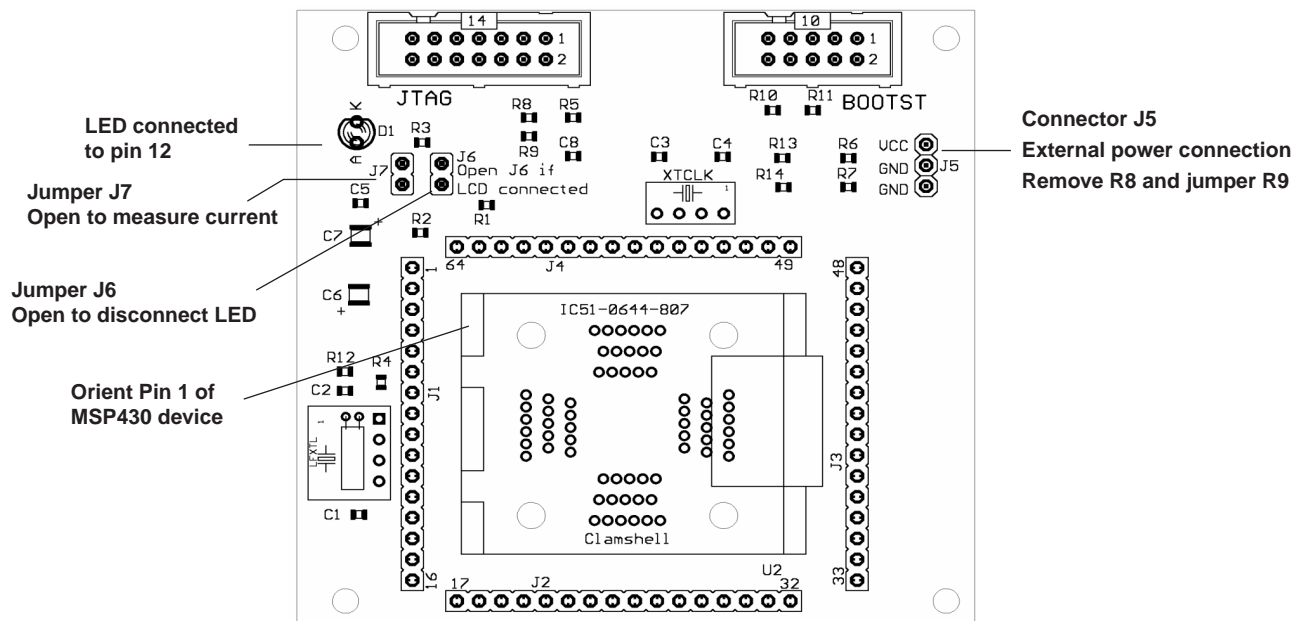 14
10
1
2
1
2
JTAG
BOOTST
K
D1
A
R3
R8
R5
R9
C8
R10
R11
C3
C4
R13
R14
R6
R7
VCC
GND
GND
J5
J7
J6
Open J6 if
LCD connected
R1
C5
+
C7
R2
XTCLK
1
LED connected
to pin 12
Jumper J7
Open to measure current
Jumper J6
Open to disconnect LED
Orient Pin 1 of
MSP430 device
Connector J5
External power connection
Remove R8 and jumper R9
64
J4
49
1
48
C6
+
IC51-0644-807
R12
R4
C2
J1
1
LFXTL
J3
C1
Clamshell
16
17
J2
U2
32
33